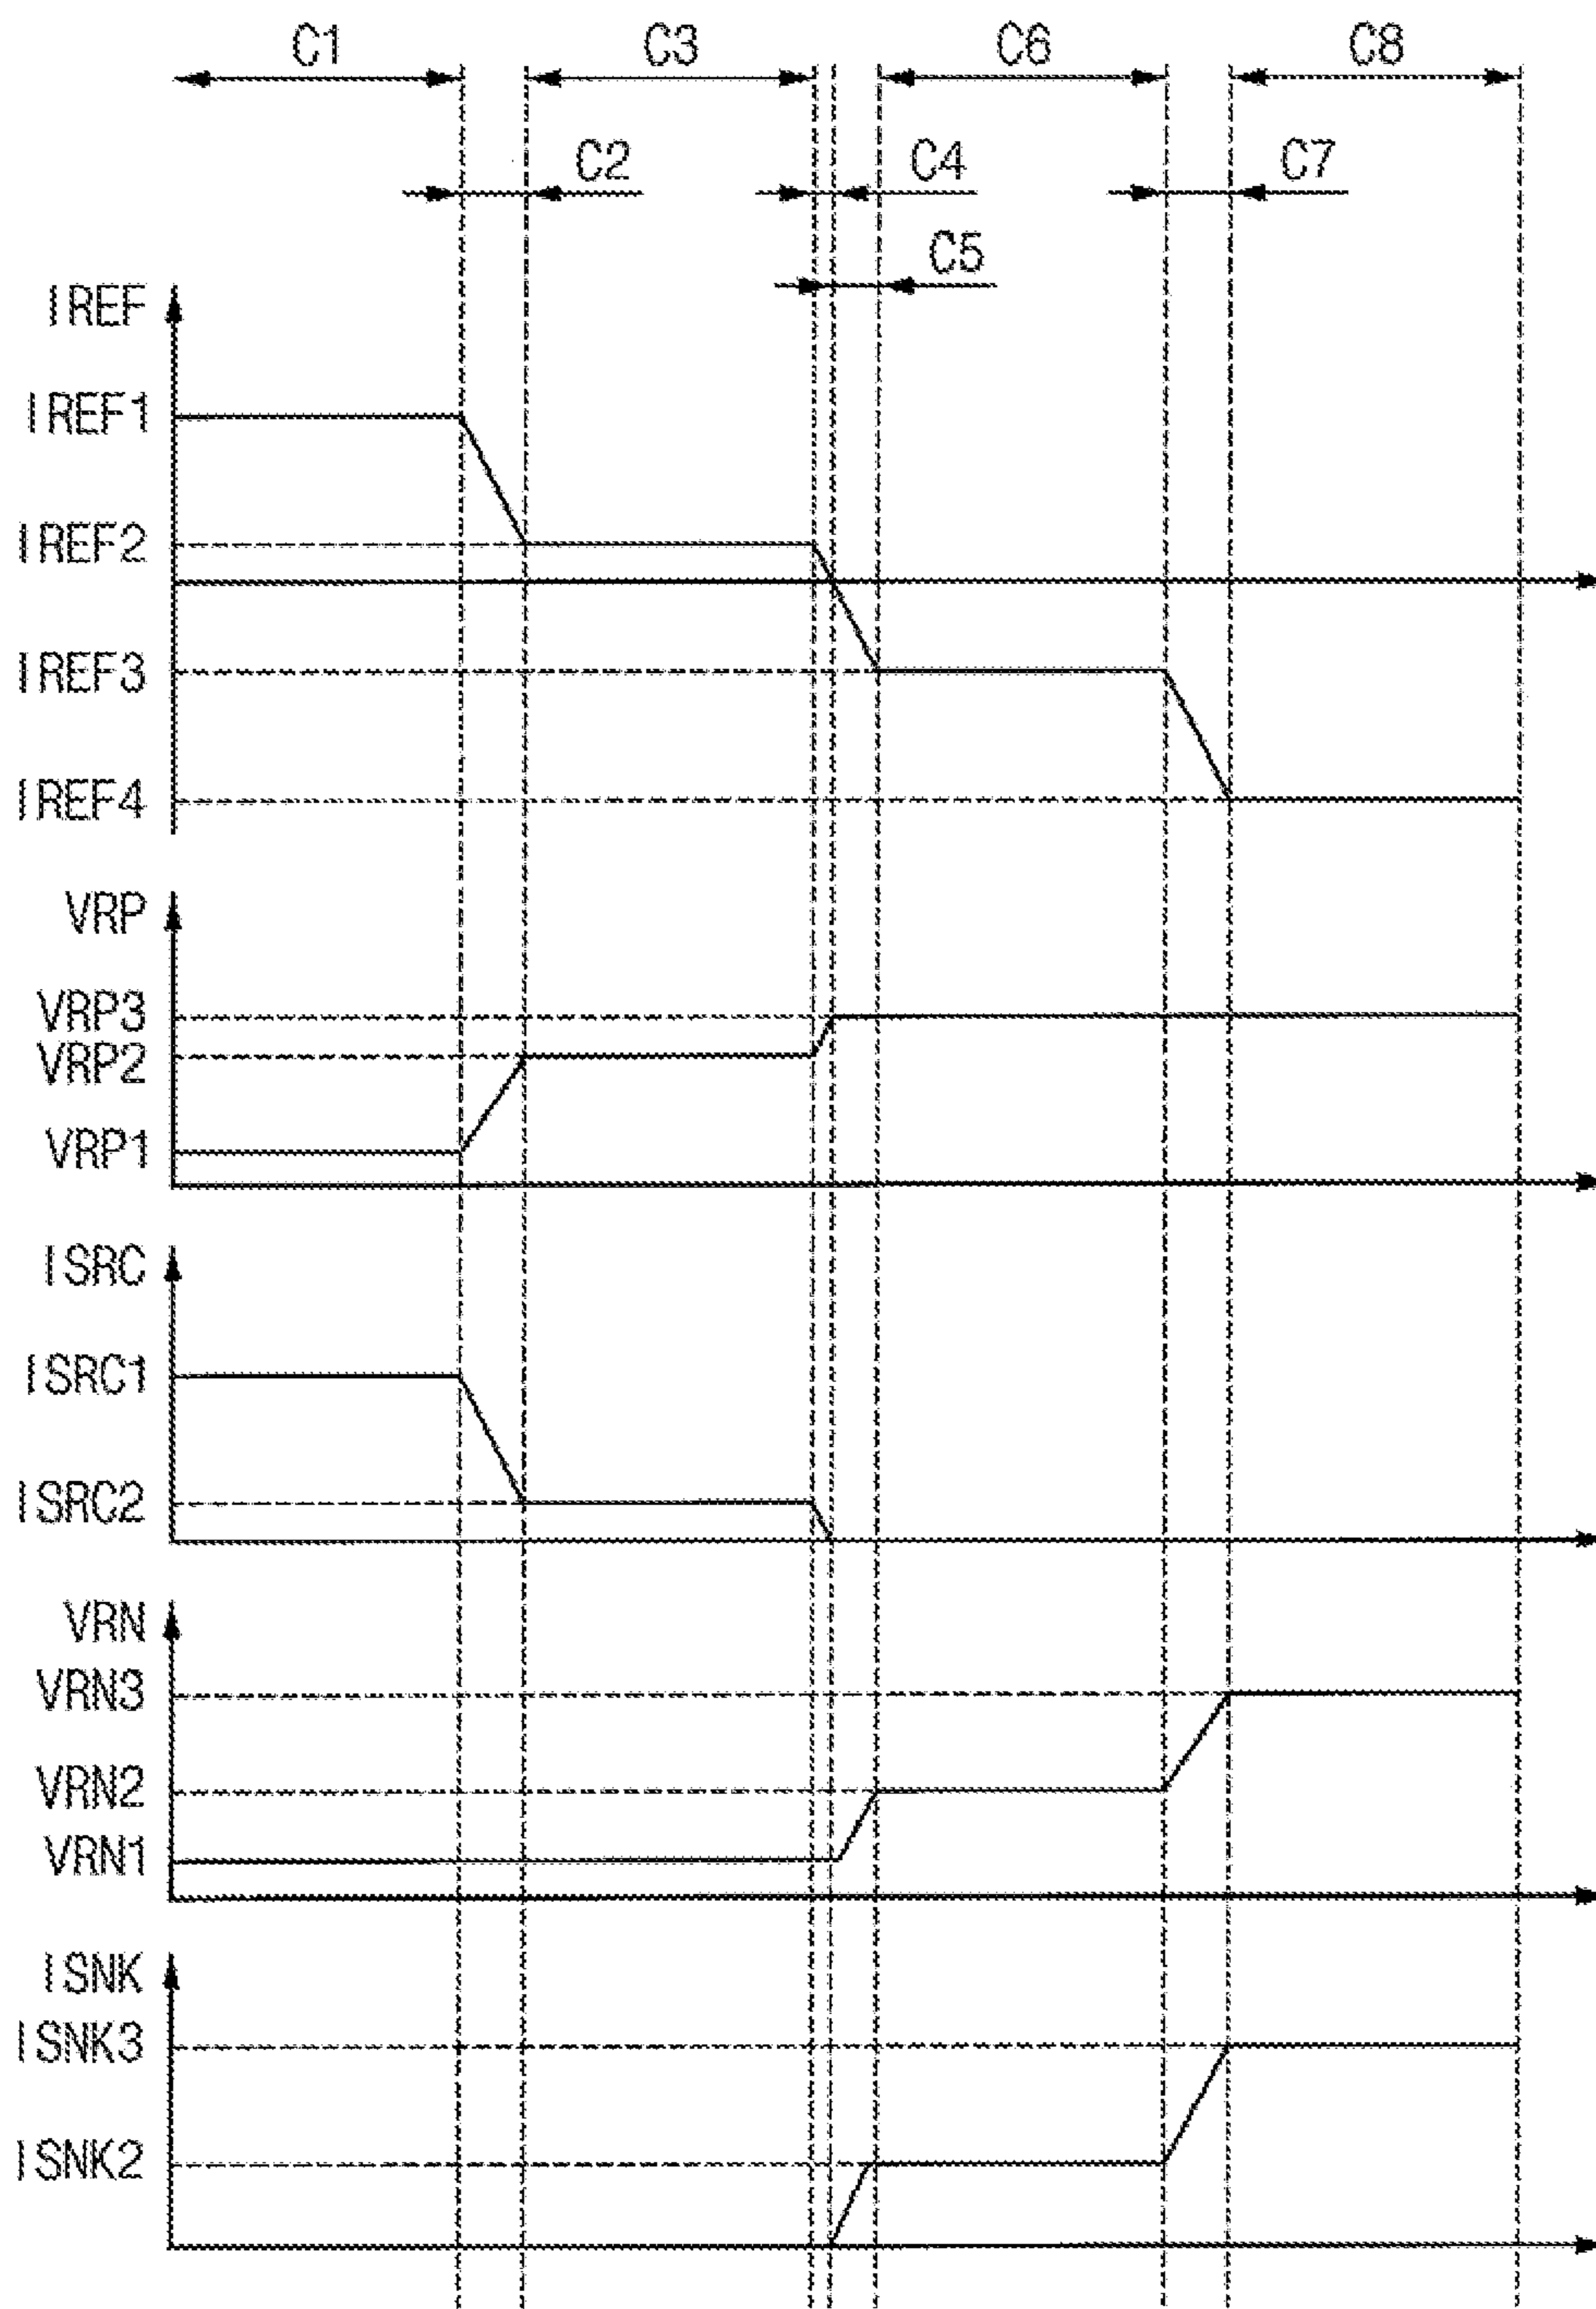 C1 C3 C6 C8
C2 C4 C7
C5
IREF
IREF1
IREF2
IREF3
IREF4
VRP
VRP3
VRP2
VRP1
ISRC
ISRC1
ISRC2
VRN
VRN3
VRN2
VRN1
ISNK
ISNK3
ISNK2